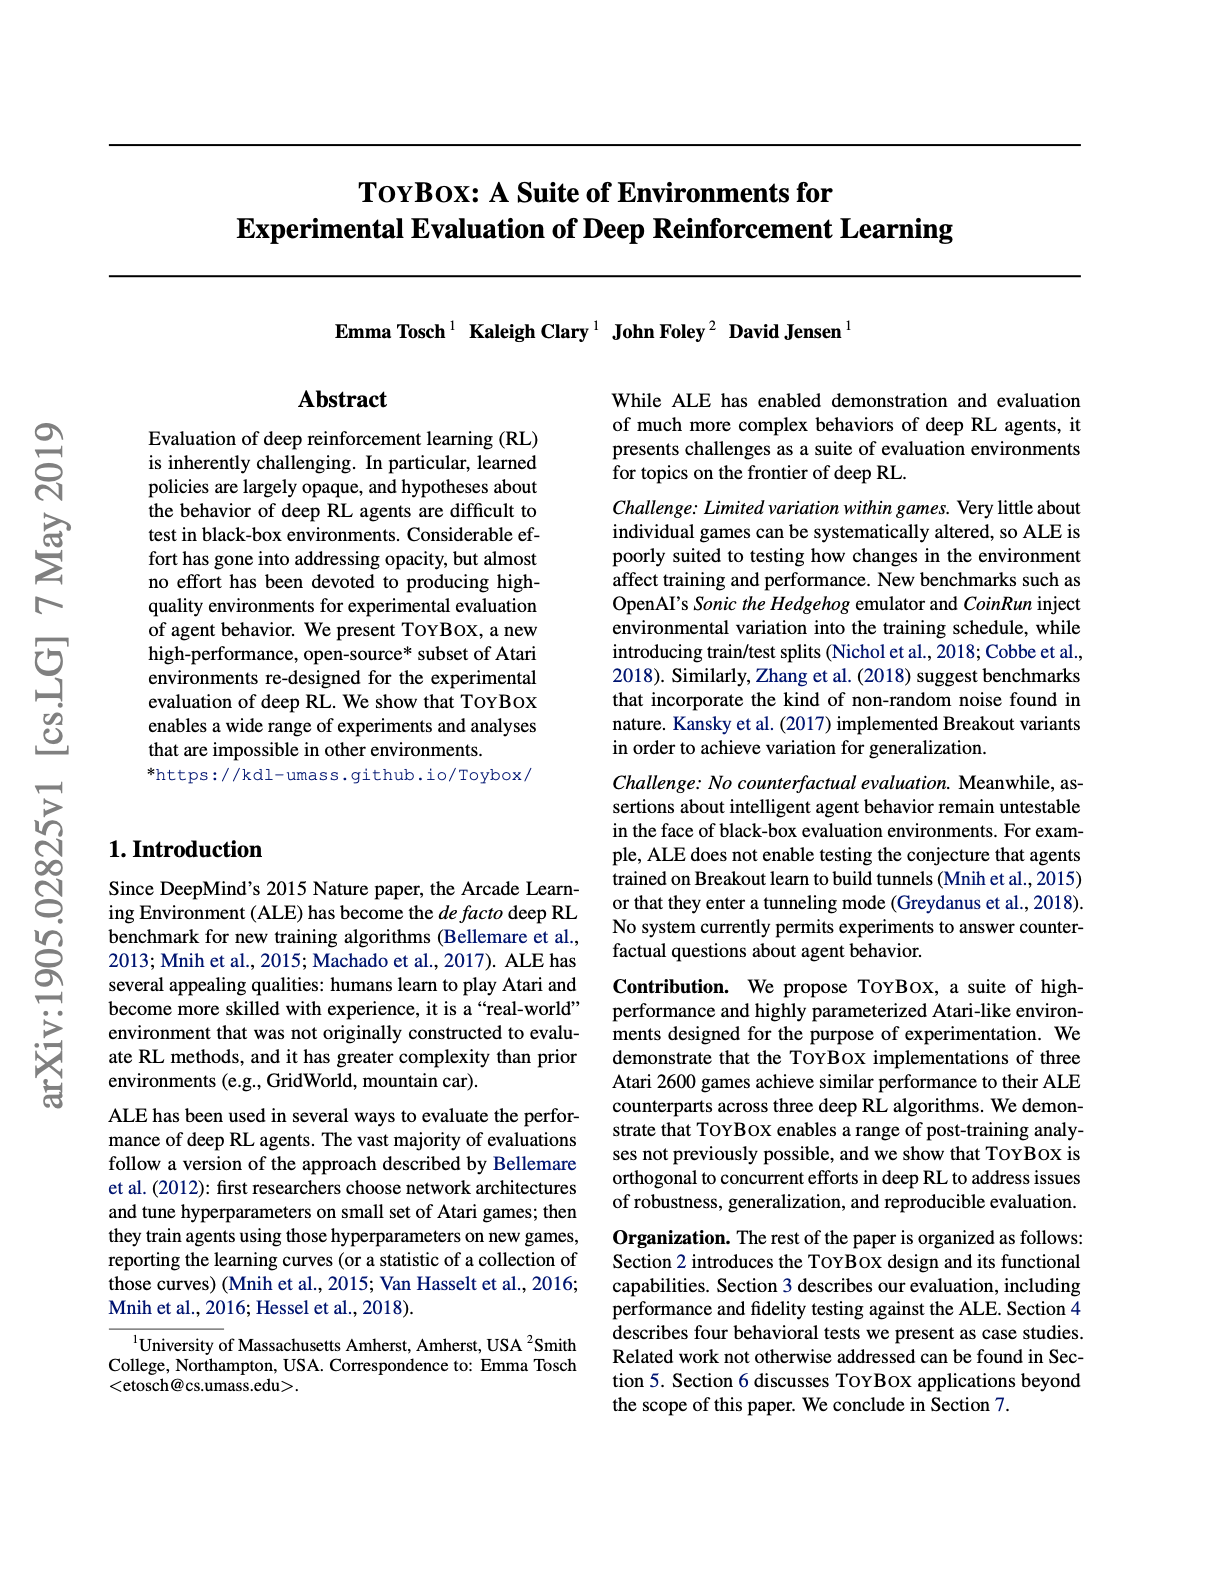 TOYBOX: A Suite of Environments for
Experimental Evaluation of Deep Reinforcement Learning
Emma Tosch 1 Kaleigh Clary 1 John Foley 2 David Jensen 1
Abstract
Evaluation of deep reinforcement learning (RL)
is inherently challenging. In particular, learned
policies are largely opaque, and hypotheses about
the behavior of deep RL agents are difficult to
test in black-box environments. Considerable ef-
fort has gone into addressing opacity, but almost
no effort has been devoted to producing high-
quality environments for experimental evaluation
of agent behavior. We present TOYBOX, a new
high-performance, open-source* subset of Atari
environments re-designed for the experimental
evaluation of deep RL. We show that TOYBOX
enables a wide range of experiments and analyses
that are impossible in other environments.
*https://kdl-umass.github.io/Toybox/
1. Introduction
Since DeepMind's 2015 Nature paper, the Arcade Learn-
ing Environment (ALE) has become the de facto deep RL
benchmark for new training algorithms (Bellemare et al.,
2013; Mnih et al., 2015; Machado et al., 2017). ALE has
several appealing qualities: humans learn to play Atari and
become more skilled with experience, it is a “real-world”
environment that was not originally constructed to evalu-
ate RL methods, and it has greater complexity than prior
environments (e.g., GridWorld, mountain car).
ALE has been used in several ways to evaluate the perfor-
mance of deep RL agents. The vast majority of evaluations
follow a version of the approach described by Bellemare
et al. (2012): first researchers choose network architectures
and tune hyperparameters on small set of Atari games; then
they train agents using those hyperparameters on new games,
reporting the learning curves (or a statistic of a collection of
those curves) (Mnih et al., 2015; Van Hasselt et al., 2016;
Mnih et al., 2016; Hessel et al., 2018).
1University of Massachusetts Amherst, Amherst, USA 2Smith
College, Northampton, USA. Correspondence to: Emma Tosch
<etosch@cs.umass.edu>.
While ALE has enabled demonstration and evaluation
of much more complex behaviors of deep RL agents, it
presents challenges as a suite of evaluation environments
for topics on the frontier of deep RL.
Challenge: Limited variation within games. Very little about
individual games can be systematically altered, so ALE is
poorly suited to testing how changes in the environment
affect training and performance. New benchmarks such as
OpenAI's Sonic the Hedgehog emulator and CoinRun inject
environmental variation into the training schedule, while
introducing train/test splits (Nichol et al., 2018; Cobbe et al.,
2018). Similarly, Zhang et al. (2018) suggest benchmarks
that incorporate the kind of non-random noise found in
nature. Kansky et al. (2017) implemented Breakout variants
in order to achieve variation for generalization.
Challenge: No counterfactual evaluation. Meanwhile, as-
sertions about intelligent agent behavior remain untestable
in the face of black-box evaluation environments. For exam-
ple, ALE does not enable testing the conjecture that agents
trained on Breakout learn to build tunnels (Mnih et al., 2015)
or that they enter a tunneling mode (Greydanus et al., 2018).
No system currently permits experiments to answer counter-
factual questions about agent behavior.
Contribution. We propose TOYBOX, a suite of high-
performance and highly parameterized Atari-like environ-
ments designed for the purpose of experimentation. We
demonstrate that the TOYBOX implementations of three
Atari 2600 games achieve similar performance to their ALE
counterparts across three deep RL algorithms. We demon-
strate that TOYBOX enables a range of post-training analy-
ses not previously possible, and we show that TOYBOX is
orthogonal to concurrent efforts in deep RL to address issues
of robustness, generalization, and reproducible evaluation.
Organization. The rest of the paper is organized as follows:
Section 2 introduces the TOYBOX design and its functional
capabilities. Section 3 describes our evaluation, including
performance and fidelity testing against the ALE. Section 4
describes four behavioral tests we present as case studies.
Related work not otherwise addressed can be found in Sec-
tion 5. Section 6 discusses TOYBOX applications beyond
the scope of this paper. We conclude in Section 7.
arXiv:1905.02825v1 [cs.LG] 7 May 2019